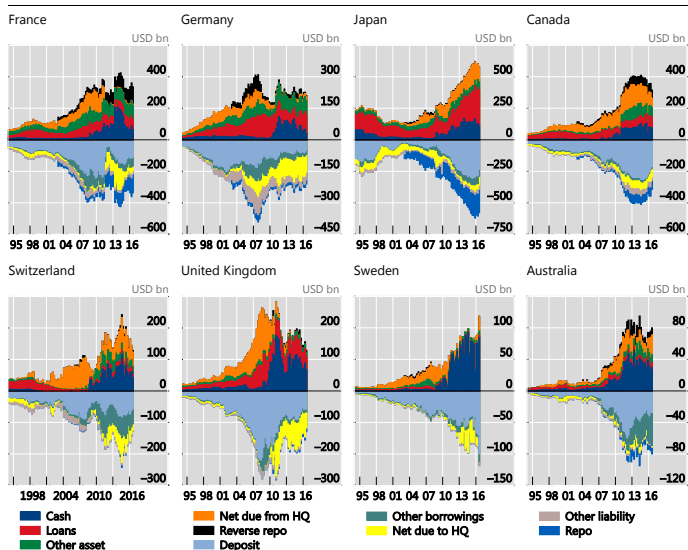 France Germany Japan Canada
USD bn USD bn USD bn USD bn
400 300 500 400
200 150 250 200
0 0 0 0
–200 –150 –250 –200
–400 –300 –500 –400
–600 –450 –750 –600
95 98 01 04 07 10 13 16 95 98 01 04 07 10 13 16 95 98 01 04 07 10 13 16 95 98 01 04 07 10 13 16
Switzerland United Kingdom Sweden Australia
USD bn USD bn USD bn USD bn
200 200 100 80
100 100 50 40
0 0 0 0
–100 –100 –50 –40
–200 –200 –100 –80
–300 –300 –150 –120
1998 2004 2010 2016 95 98 01 04 07 10 13 16 95 98 01 04 07 10 13 16 95 98 01 04 07 10 13 16
Cash Net due from HQ Other borrowings Other liability
Loans Reverse repo Net due to HQ Repo
Other asset Deposit